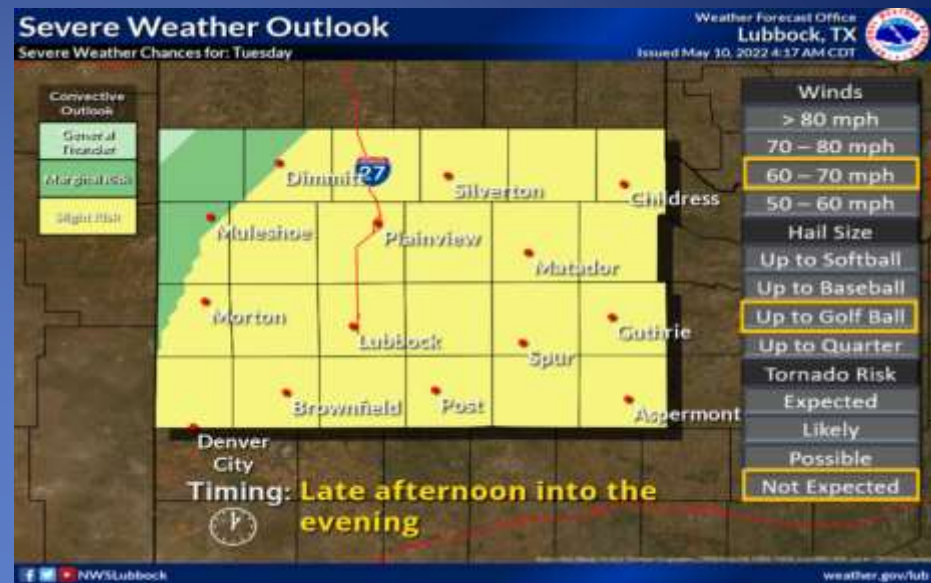 Severe Weather Outlook
Severe Weather Chances for: Tuesday
Weather Forecast Office
Lubbock, TX
Issued May 10, 2022 4:17 AM CDT
Convective
Outlook
General
Thunder
Marginal Risk
Slight Risk
27
Dimmitt
Silverton
Childress
Muleshoe
Plainview
Matador
Morton
Lubbock
Guthrie
Spur
Brownfield
Post
Aspermont
Denver
City
Timing: Late afternoon into the
evening
Winds
> 80 mph
70 – 80 mph
60 – 70 mph
50 – 60 mph
Hail Size
Up to Softball
Up to Baseball
Up to Golf Ball
Up to Quarter
Tornado Risk
Expected
Likely
Possible
Not Expected
NWSLubbock
weather.gov/lub